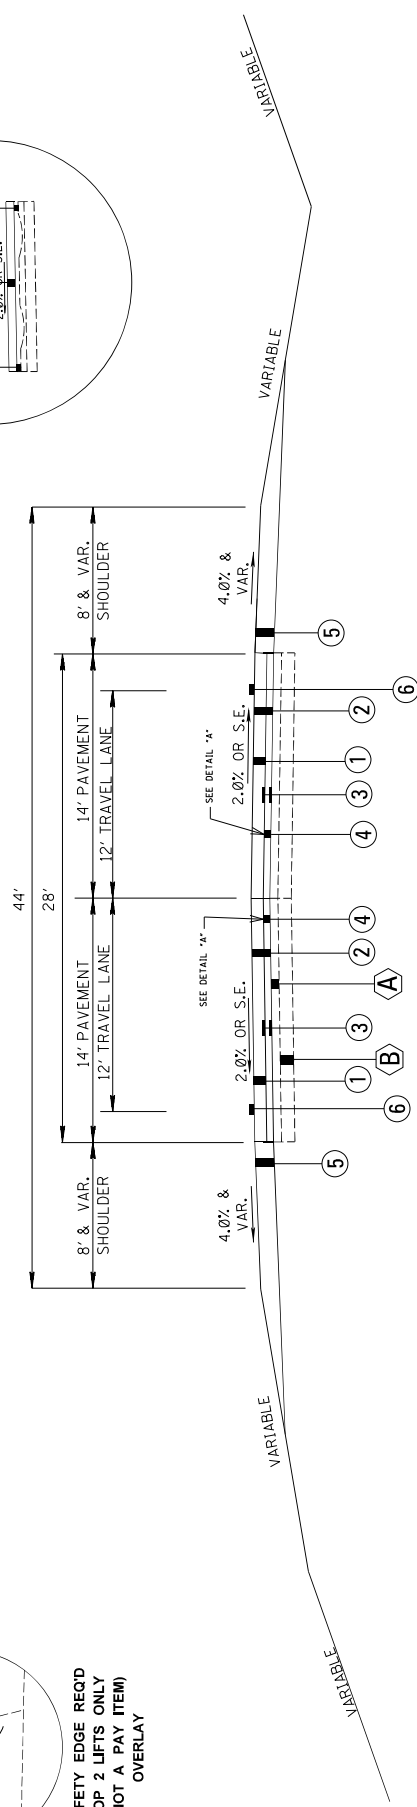 EDGE REQ'D
2 LIFTS ONLY
A PAY ITEM)
OVERLAY
44'
28'
8' & VAR.
SHOULDER
14' PAVEMENT
12' TRAVEL LANE
14' PAVEMENT
12' TRAVEL LANE
8' & VAR.
SHOULDER
SEE DETAIL "A"
SEE DETAIL "A"
4.0% &
VAR.
2.0% OR S.E.
2.0% OR S.E.
4.0% &
VAR.
VARIABLE
VARIABLE
VARIABLE
VARIABLE
5
6
1
B
3
A
2
4
4
3
1
2
6
5